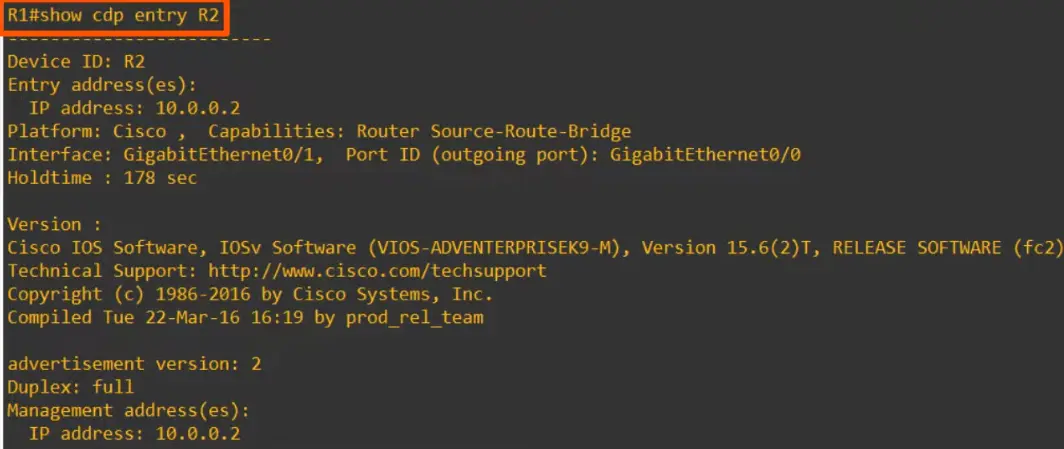 R1#show cdp entry R2
-------------------------
Device ID: R2
Entry address(es):
  IP address: 10.0.0.2
Platform: Cisco ,  Capabilities: Router Source-Route-Bridge
Interface: GigabitEthernet0/1,  Port ID (outgoing port): GigabitEthernet0/0
Holdtime : 178 sec

Version :
Cisco IOS Software, IOSv Software (VIOS-ADVENTERPRISEK9-M), Version 15.6(2)T, RELEASE SOFTWARE (fc2)
Technical Support: http://www.cisco.com/techsupport
Copyright (c) 1986-2016 by Cisco Systems, Inc.
Compiled Tue 22-Mar-16 16:19 by prod_rel_team

advertisement version: 2
Duplex: full
Management address(es):
  IP address: 10.0.0.2